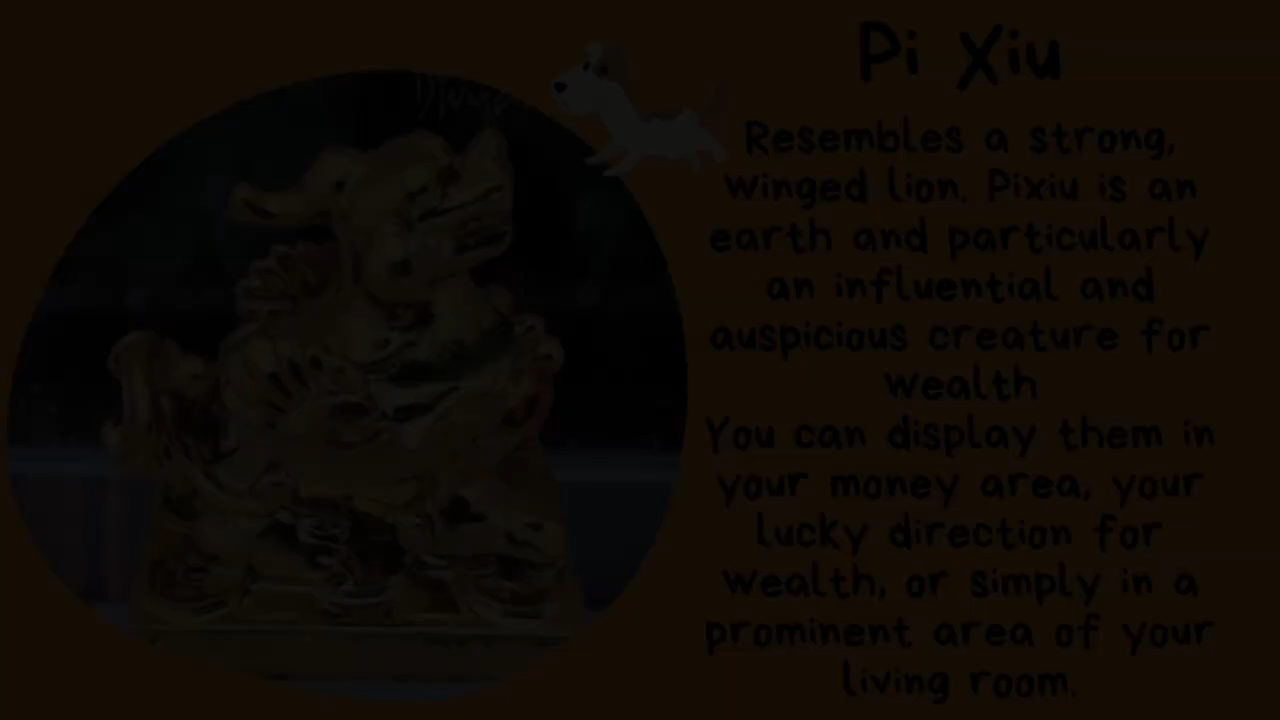 Pi Xiu
Resembles a strong,
winged lion. Pixiu is an
earth and particularly
an influential and
auspicious creature for
wealth
You can display them in
your money area, your
lucky direction for
wealth, or simply in a
prominent area of your
living room.